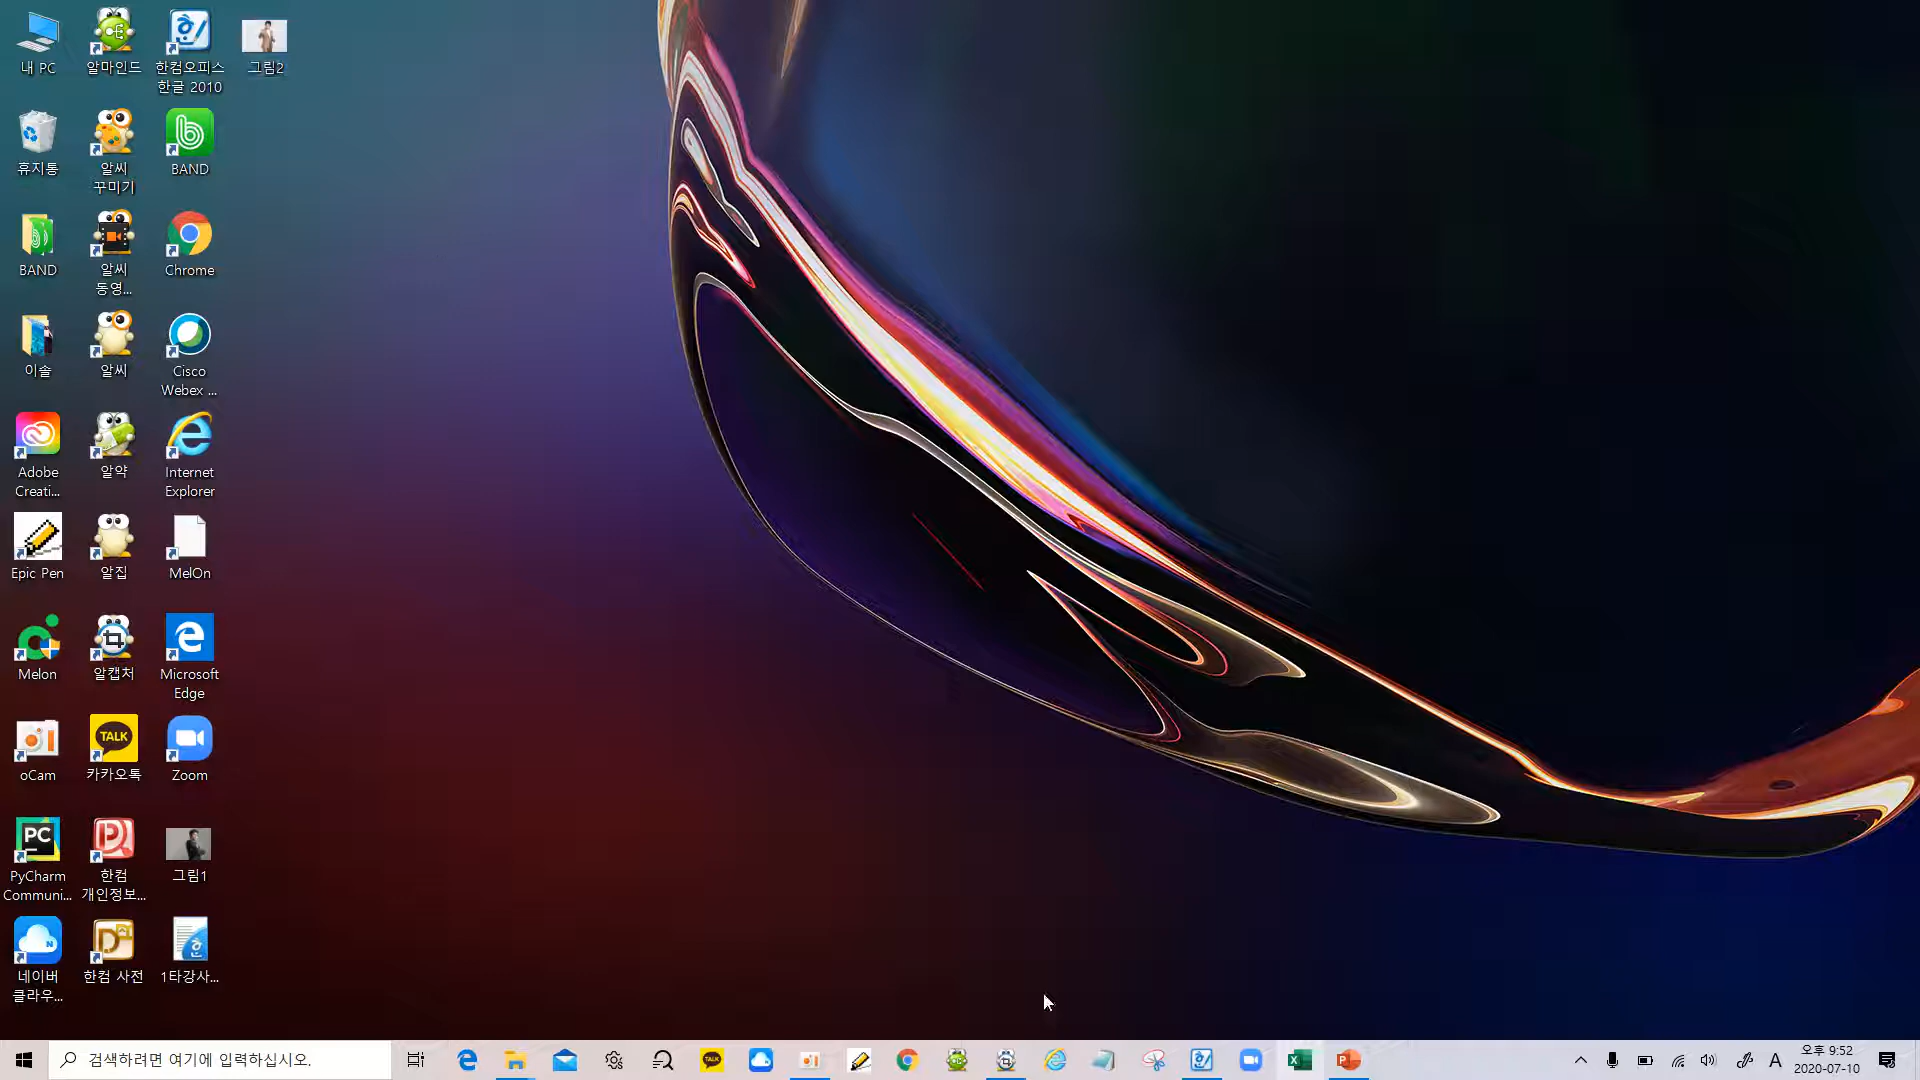 내 PC
알마인드
한컴오피스
한글 2010
그림2
휴지통
알씨
꾸미기
BAND
BAND
알씨
동영...
Chrome
이솔
알씨
Cisco
Webex ...
Adobe
Creati...
알약
Internet
Explorer
Epic Pen
알집
MelOn
Melon
알캡처
Microsoft
Edge
oCam
TALK
카카오톡
Zoom
PC
PyCharm
Communi...
한컴
개인정보...
그림1
네이버
클라우...
한컴 사전
1타강사...
검색하려면 여기에 입력하십시오.
TALK
A
오후 9:52
2020-07-10